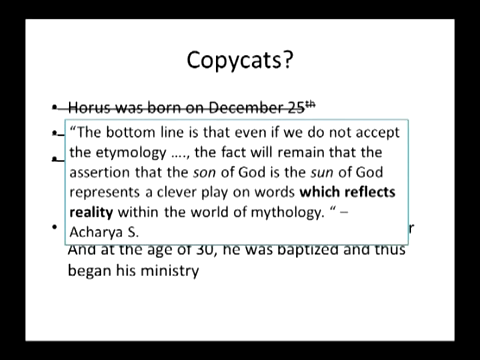 Copycats?
• Horus was born on December 25th
•
•
"The bottom line is that even if we do not accept
the etymology ...., the fact will remain that the
assertion that the son of God is the sun of God
represents a clever play on words which reflects
reality within the world of mythology. " –
Acharya S.
•
And at the age of 30, he was baptized and thus
began his ministry